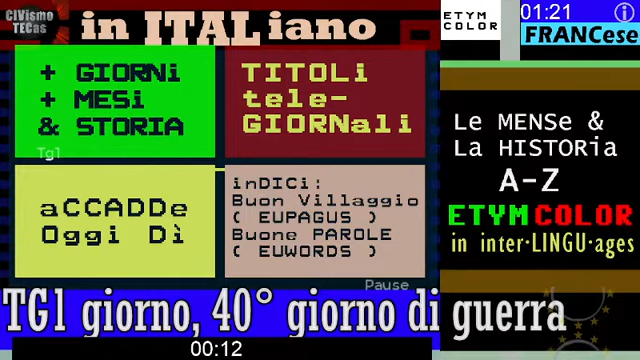 CIVismo
TECas
in ITALiano
ETYM
COLOR
01:21
i
FRANCese
+ GIORNi
+ MESi
& STORIA
Tg1
TITOLi
tele-
GIORNali
aCCADDe
Oggi Dì
inDICi:
Buon Villaggio
( EUPAGUS )
Buone PAROLE
( EUWORDS )
Pause
Le MENSe &
La HISTORia
A-Z
ETYM COLOR
in inter·LINGU·ages
TG1 giorno, 40° giorno di guerra
00:12